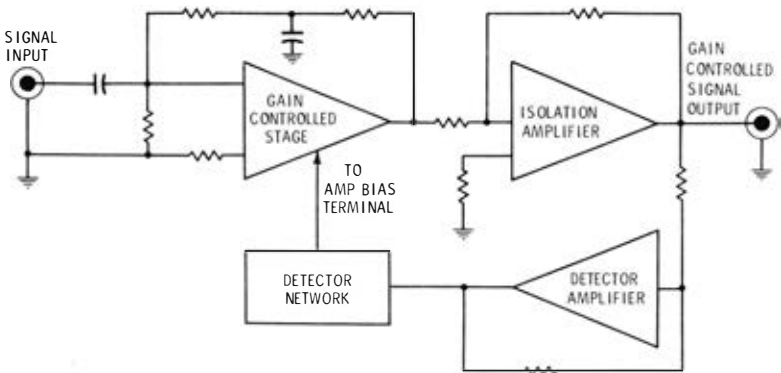 SIGNAL
INPUT
GAIN
CONTROLLED
STAGE
TO
AMP BIAS
TERMINAL
ISOLATION
AMPLIFIER
GAIN
CONTROLLED
SIGNAL
OUTPUT
DETECTOR
NETWORK
DETECTOR
AMPLIFIER